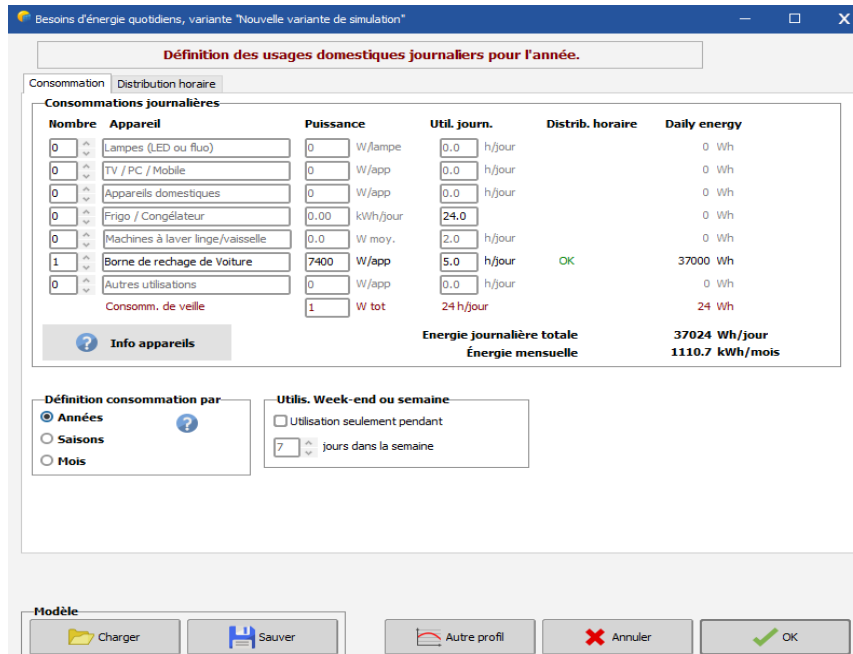 Besoins d'énergie quotidiens, variante "Nouvelle variante de simulation"
Définition des usages domestiques journaliers pour l'année.
Consommation Distribution horaire
Consommations journalières
Nombre Appareil Puissance Util. journ. Distrib. horaire Daily energy
0 Lampes (LED ou fluo) 0 W/lampe 0.0 h/jour 0 Wh
0 TV / PC / Mobile 0 W/app 0.0 h/jour 0 Wh
0 Appareils domestiques 0 W/app 0.0 h/jour 0 Wh
0 Frigo / Congélateur 0.00 kWh/jour 24.0 0 Wh
0 Machines à laver linge/vaisselle 0.0 W moy. 2.0 h/jour 0 Wh
1 Borne de rechage de Voiture 7400 W/app 5.0 h/jour OK 37000 Wh
0 Autres utilisations 0 W/app 0.0 h/jour 0 Wh
Consomm. de veille 1 W tot 24 h/jour 24 Wh
? Info appareils
Energie journalière totale 37024 Wh/jour
Énergie mensuelle 1110.7 kWh/mois
Définition consommation par
Années ?
Saisons
Mois
Utilis. Week-end ou semaine
Utilisation seulement pendant
7 jours dans la semaine
Modèle
Charger Sauver Autre profil Annuler OK